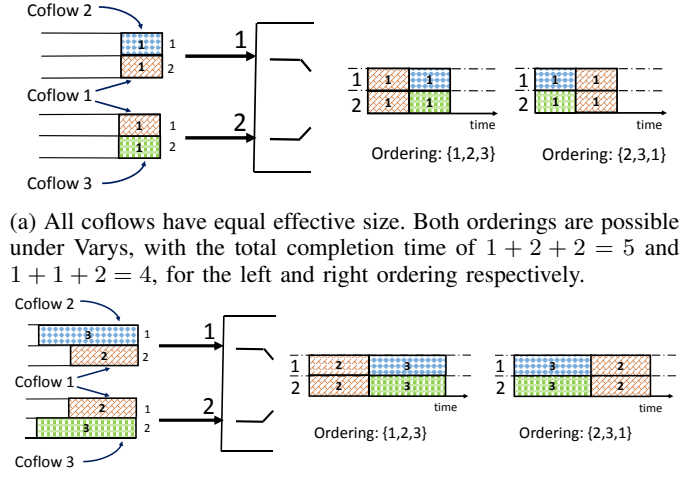 Coflow 2
1
1
1
2
1
Coflow 1
1
1
1
2
2
Coflow 3
1
2
1
1
1
1
time
Ordering: {1,2,3}
1
2
1
1
1
1
time
Ordering: {2,3,1}
(a) All coflows have equal effective size. Both orderings are possible
under Varys, with the total completion time of 1 + 2 + 2 = 5 and
1 + 1 + 2 = 4, for the left and right ordering respectively.
Coflow 2
3
1
2
2
1
Coflow 1
2
1
3
2
2
Coflow 3
1
2
2
3
2
3
time
Ordering: {1,2,3}
1
2
3
2
3
2
time
Ordering: {2,3,1}